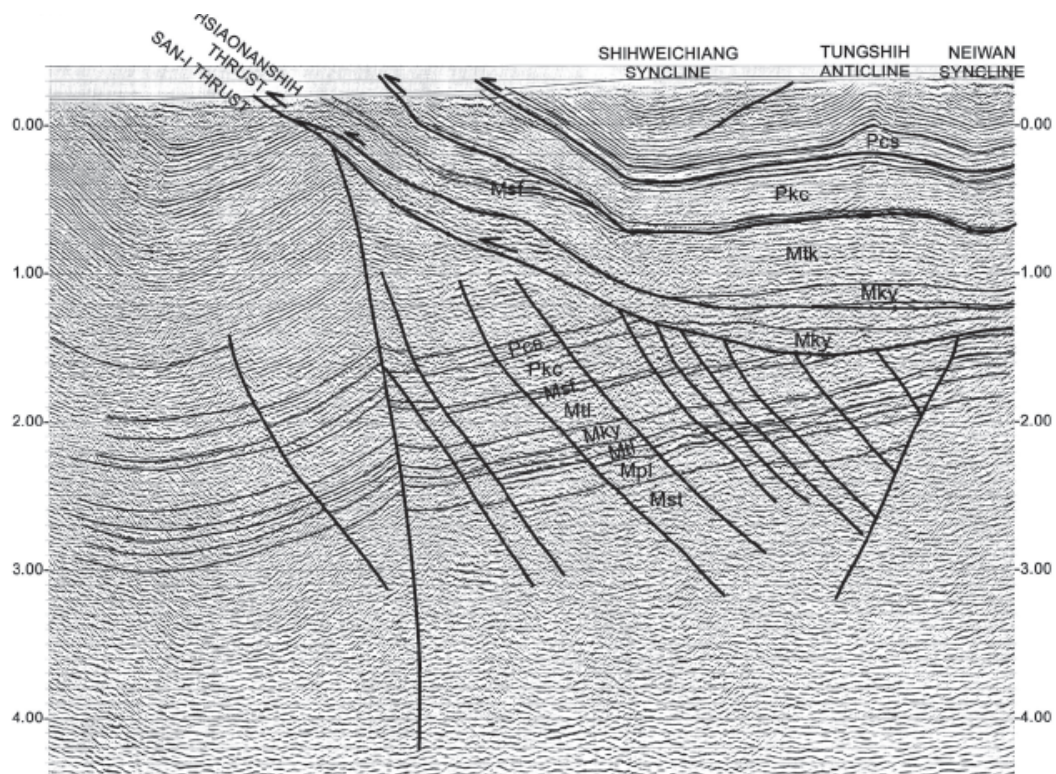 HSIAONANSHIH
THRUST
SAN-I THRUST
SHIHWEICHIANG
SYNCLINE
TUNGSHIH
ANTICLINE
NEIWAN
SYNCLINE
0.00
0.00
Pcs
Msf
Pkc
Mtk
1.00
1.00
Mky
Mky
Pcs
Pkc
Msf
Mtl
2.00
2.00
Mky
Mtl
Mpl
Mst
3.00
3.00
4.00
4.00